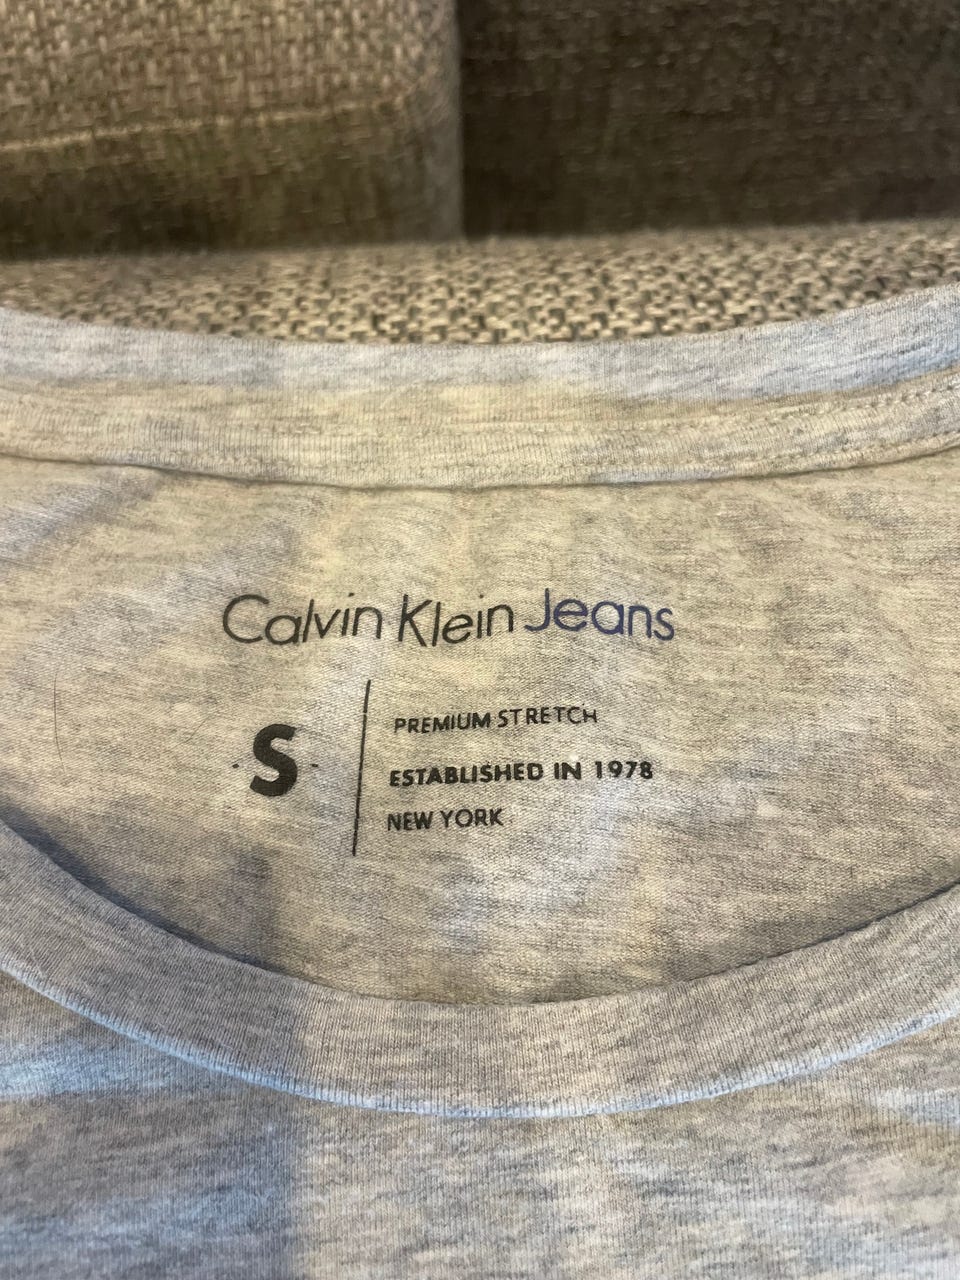 Calvin Klein Jeans
· S ·
PREMIUM STRETCH
ESTABLISHED IN 1978
NEW YORK